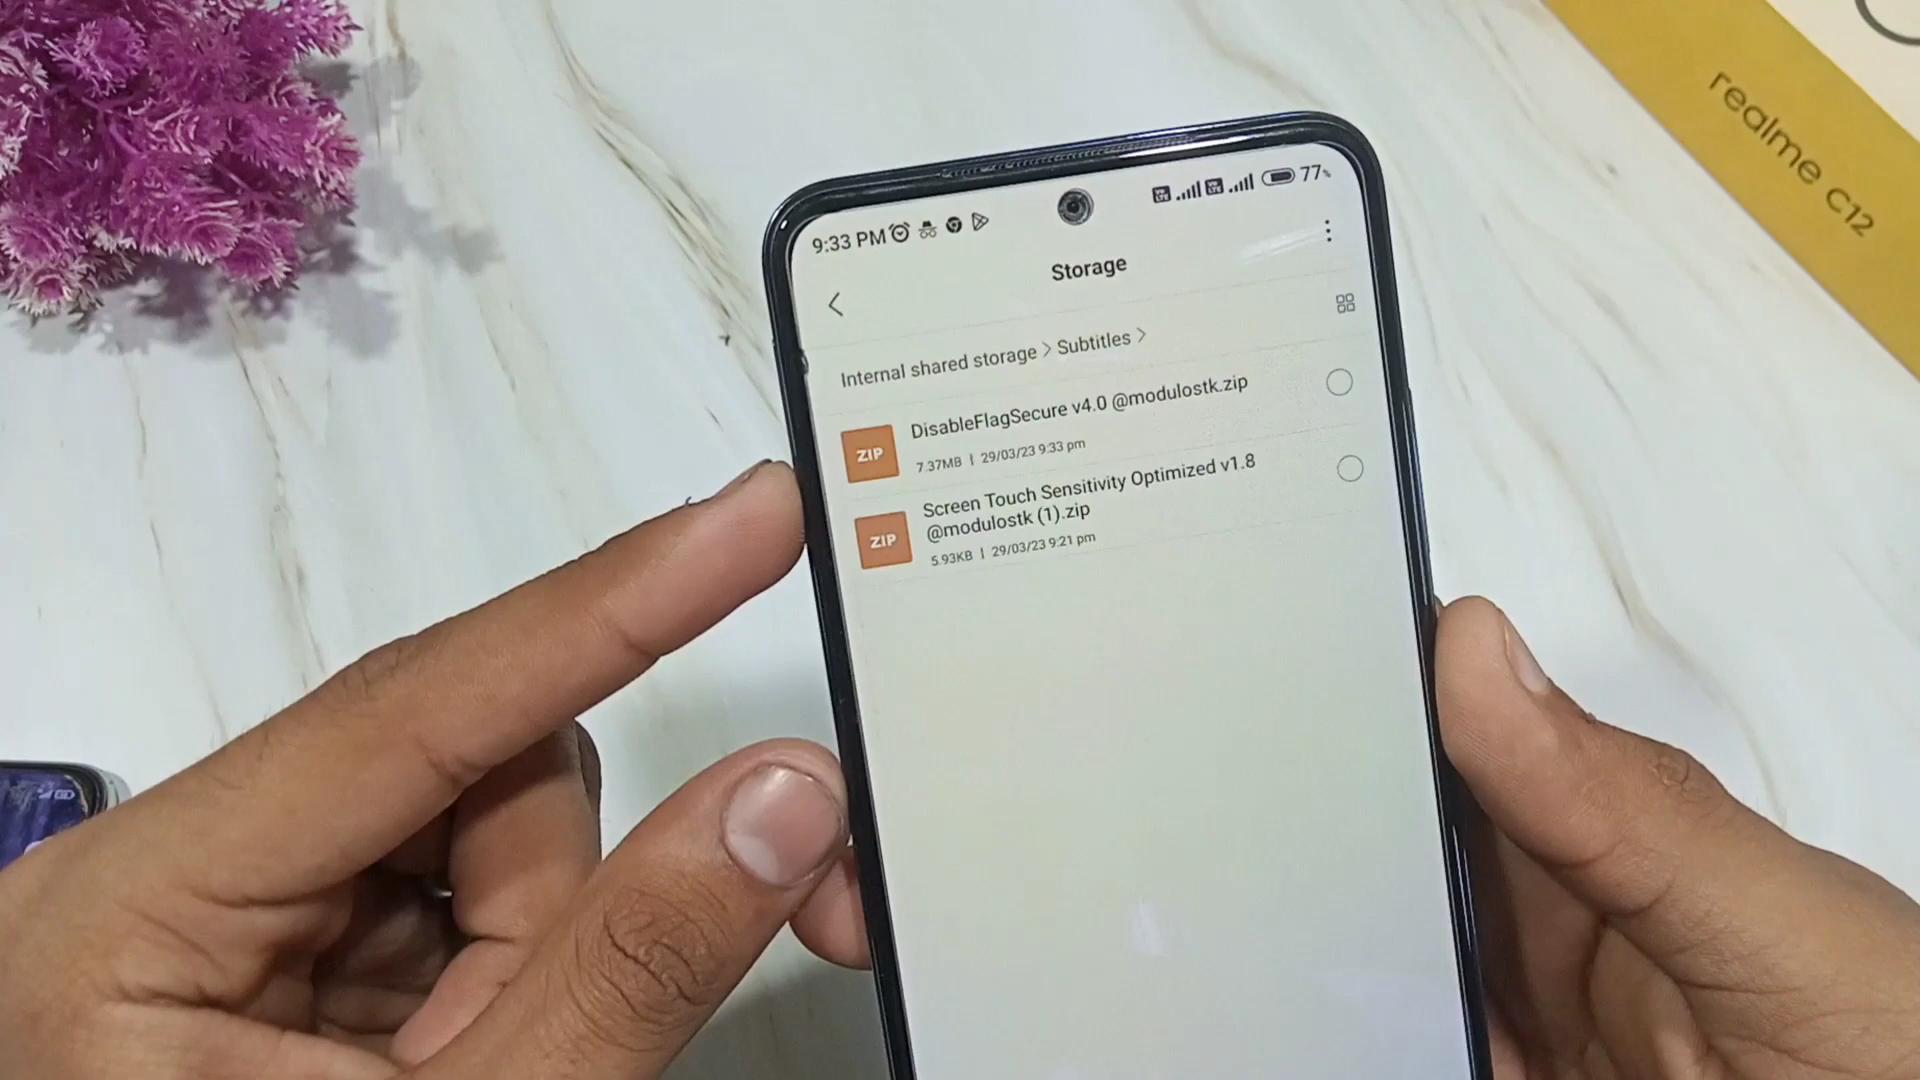 realme C12
9:33 PM
77%
Storage
Internal shared storage > Subtitles >
ZIP
DisableFlagSecure v4.0 @modulostk.zip
7.37MB | 29/03/23 9:33 pm
ZIP
Screen Touch Sensitivity Optimized v1.8
@modulostk (1).zip
5.93KB | 29/03/23 9:21 pm